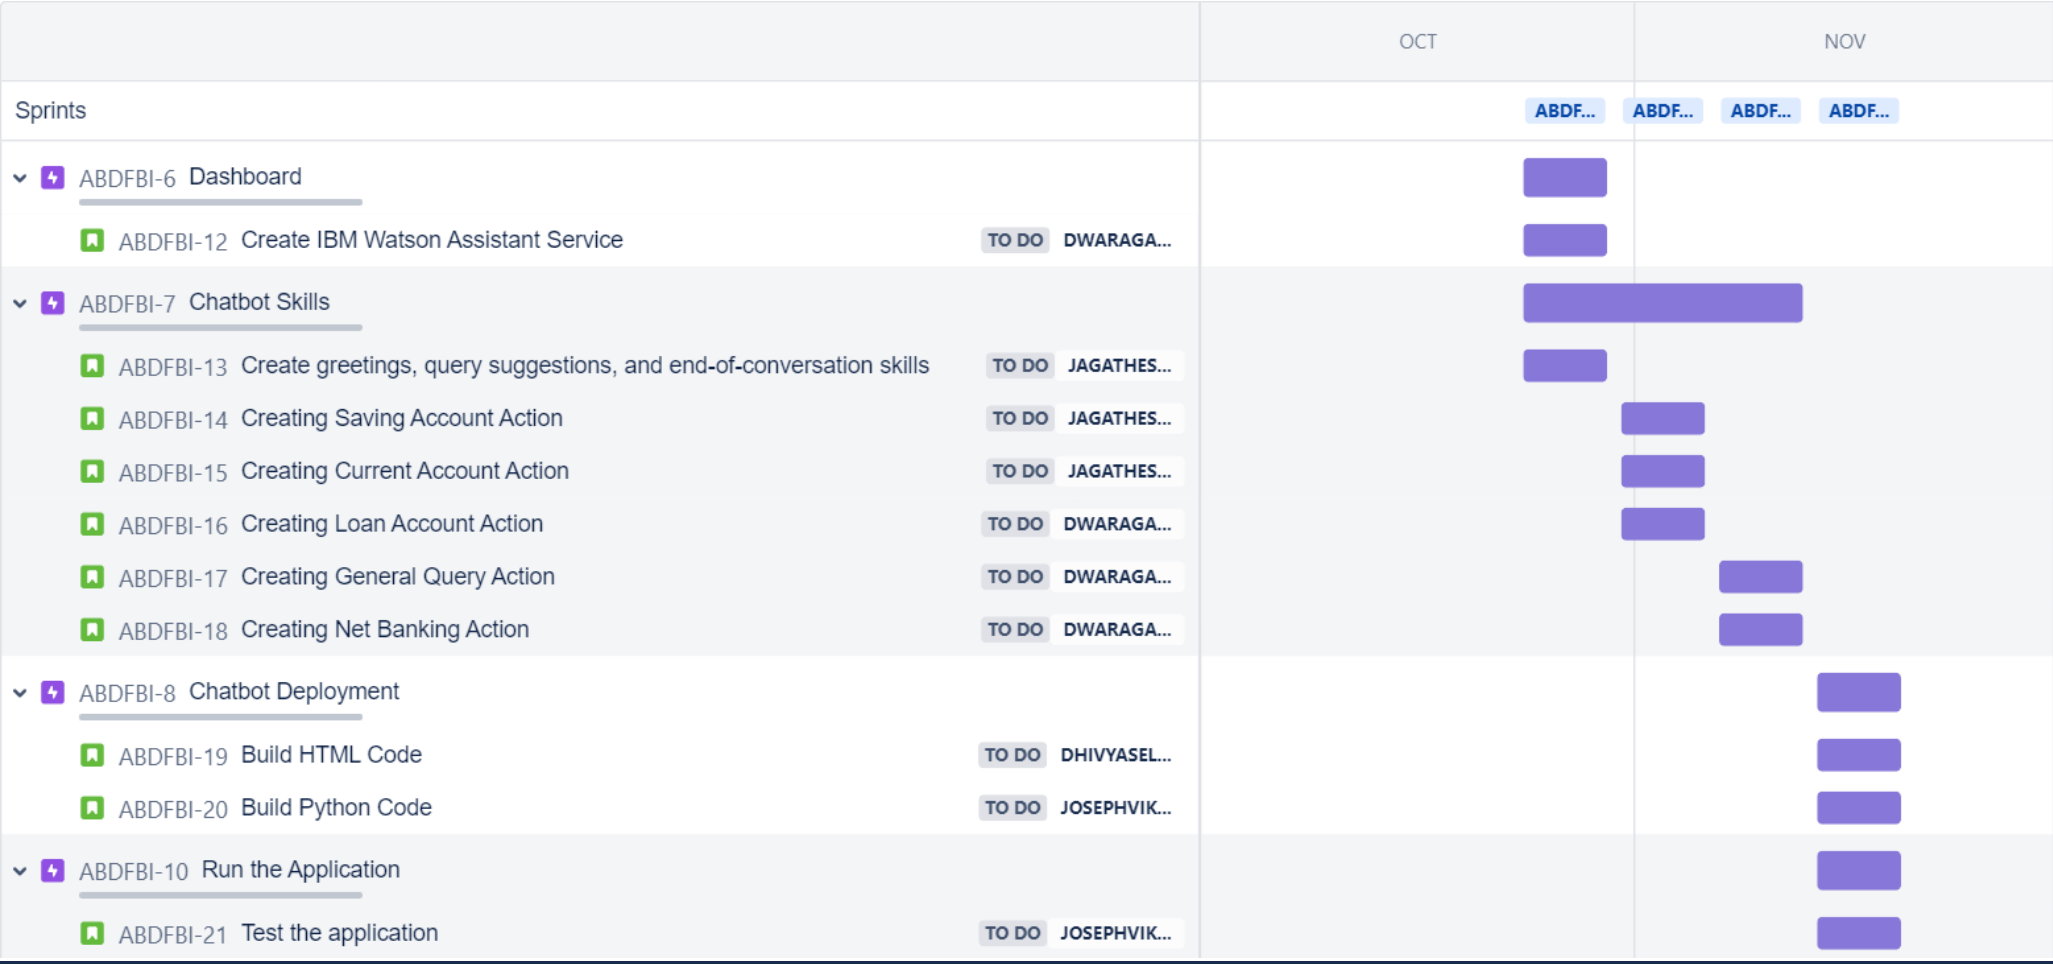 OCT NOV
Sprints ABDF... ABDF... ABDF... ABDF...
ABDFBI-6 Dashboard
ABDFBI-12 Create IBM Watson Assistant Service TO DO DWARAGA...
ABDFBI-7 Chatbot Skills
ABDFBI-13 Create greetings, query suggestions, and end-of-conversation skills TO DO JAGATHES...
ABDFBI-14 Creating Saving Account Action TO DO JAGATHES...
ABDFBI-15 Creating Current Account Action TO DO JAGATHES...
ABDFBI-16 Creating Loan Account Action TO DO DWARAGA...
ABDFBI-17 Creating General Query Action TO DO DWARAGA...
ABDFBI-18 Creating Net Banking Action TO DO DWARAGA...
ABDFBI-8 Chatbot Deployment
ABDFBI-19 Build HTML Code TO DO DHIVYASEL...
ABDFBI-20 Build Python Code TO DO JOSEPHVIK...
ABDFBI-10 Run the Application
ABDFBI-21 Test the application TO DO JOSEPHVIK...